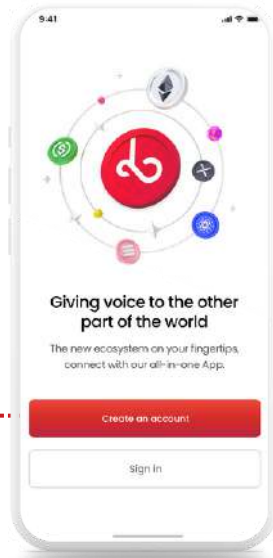 9:41
Giving voice to the other
part of the world
The new ecosystem on your fingertips,
connect with our all-in-one App.
Create an account
Sign in